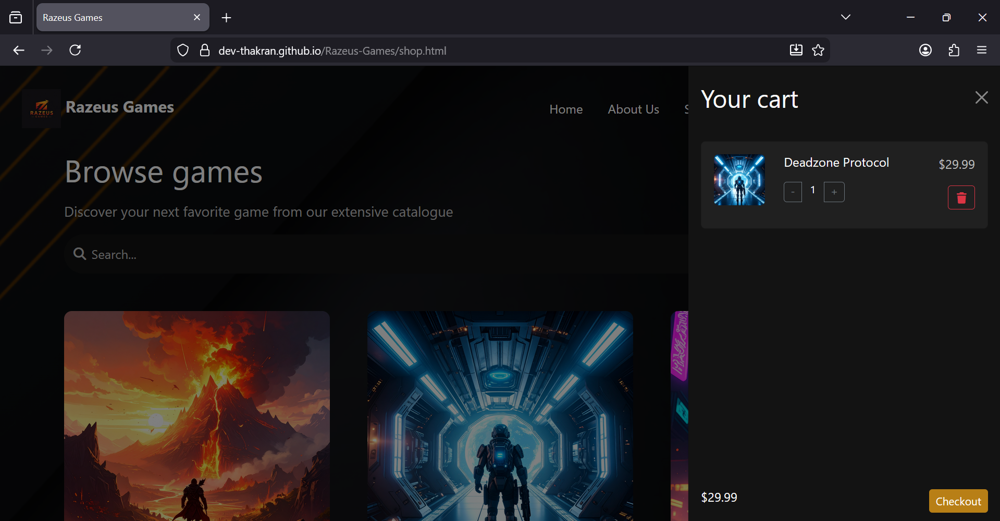 Razeus Games
dev-thakran.github.io/Razeus-Games/shop.html
RAZEUS
GAMES
Razeus Games
Home
About Us
S
Your cart
Deadzone Protocol
$29.99
- 1 +
Browse games
Discover your next favorite game from our extensive catalogue
Search...
$29.99
Checkout